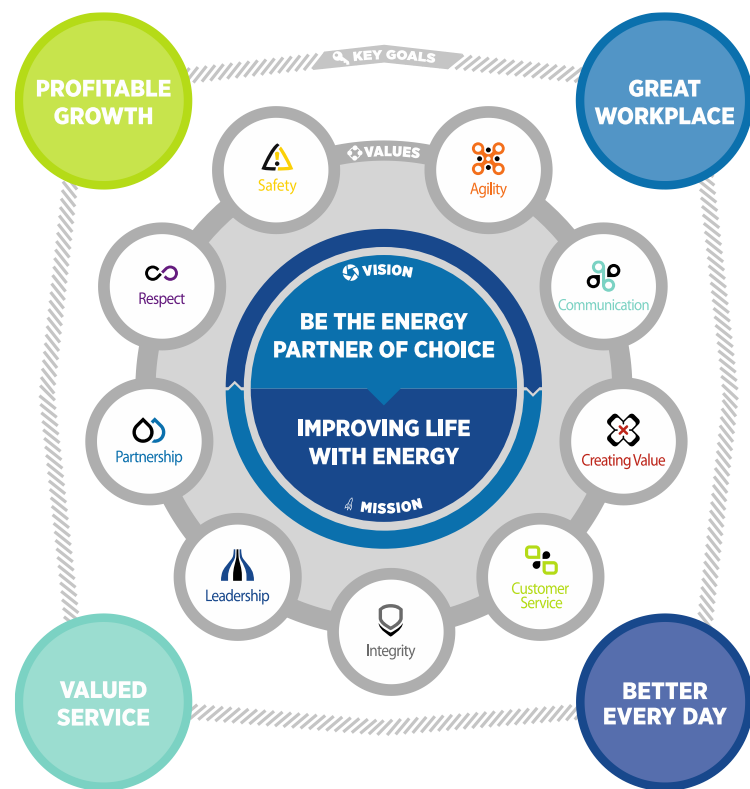 KEY GOALS
PROFITABLE
GROWTH
GREAT
WORKPLACE
VALUES
Safety
Agility
Respect
Communication
VISION
BE THE ENERGY
PARTNER OF CHOICE
IMPROVING LIFE
WITH ENERGY
MISSION
Partnership
Creating Value
Leadership
Customer
Service
Integrity
VALUED
SERVICE
BETTER
EVERY DAY